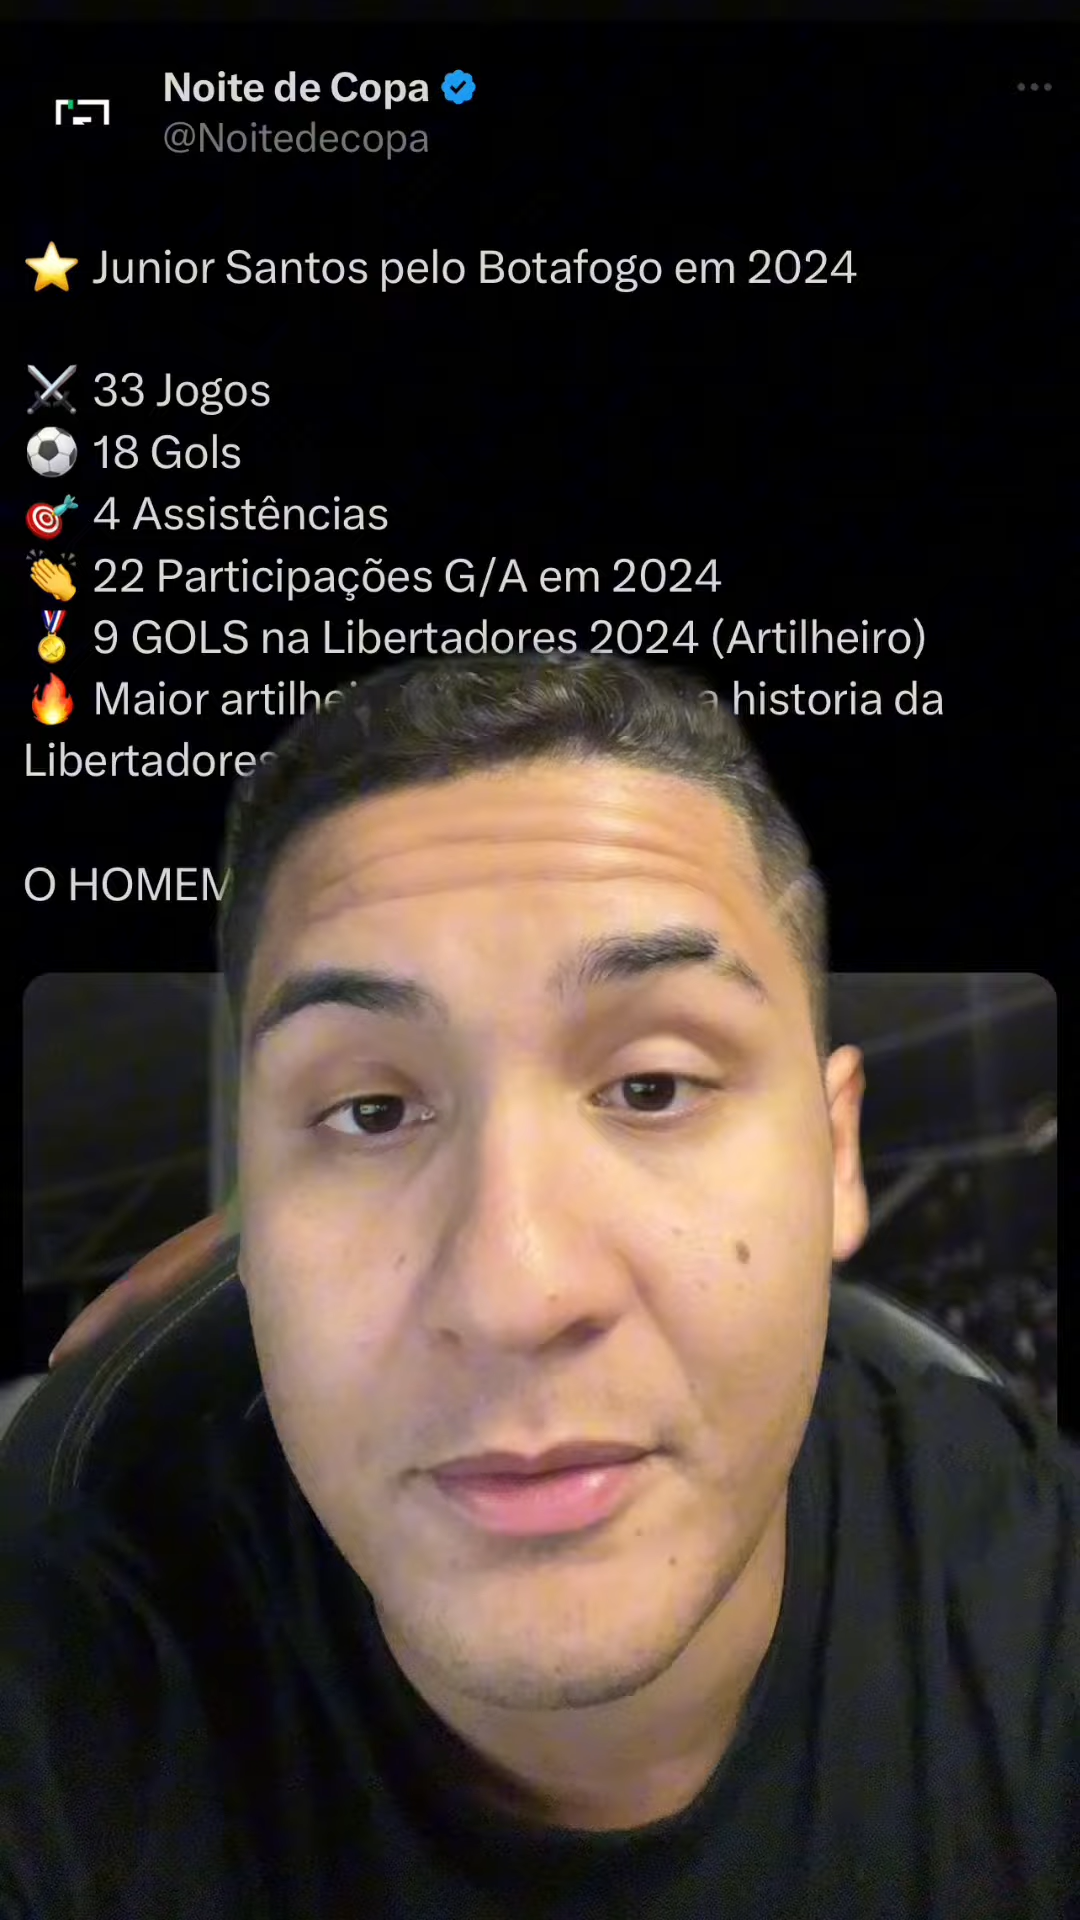 Noite de Copa
@Noitedecopa
Junior Santos pelo Botafogo em 2024
33 Jogos
18 Gols
4 Assistências
22 Participações G/A em 2024
9 GOLS na Libertadores 2024 (Artilheiro)
Maior historia da
Libertadores
O HOMEM